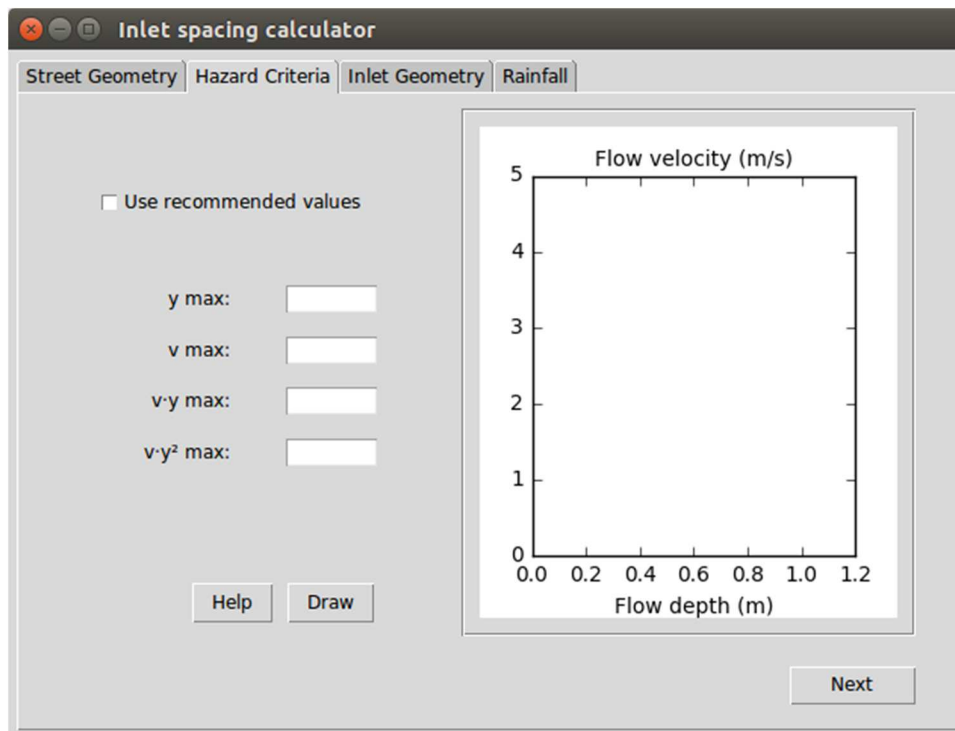 Inlet spacing calculator
Street Geometry Hazard Criteria Inlet Geometry Rainfall
Use recommended values
y max:
v max:
v·y max:
v·y² max:
Help Draw
Flow velocity (m/s)
5
4
3
2
1
0
0.0 0.2 0.4 0.6 0.8 1.0 1.2
Flow depth (m)
Next